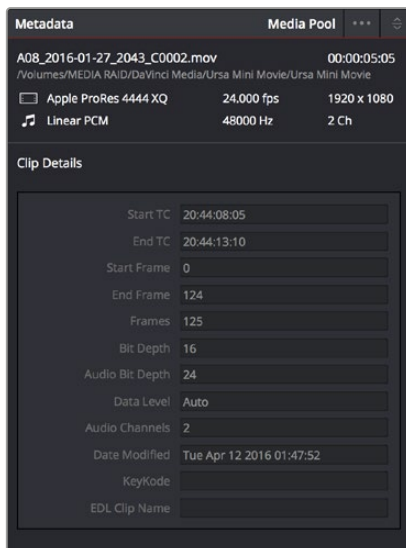 Metadata Media Pool •••
A08_2016-01-27_2043_C0002.mov 00:00:05:05
/Volumes/MEDIA RAID/DaVinci Media/Ursa Mini Movie/Ursa Mini Movie
Apple ProRes 4444 XQ 24.000 fps 1920 x 1080
Linear PCM 48000 Hz 2 Ch
Clip Details
Start TC 20:44:08:05
End TC 20:44:13:10
Start Frame 0
End Frame 124
Frames 125
Bit Depth 16
Audio Bit Depth 24
Data Level Auto
Audio Channels 2
Date Modified Tue Apr 12 2016 01:47:52
KeyKode
EDL Clip Name